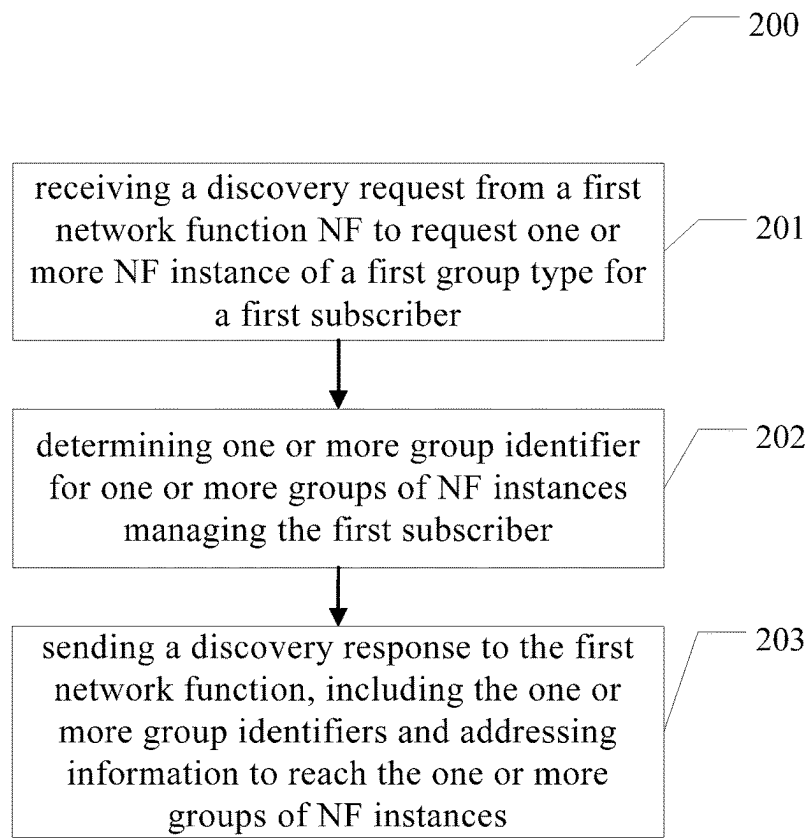 200
receiving a discovery request from a first
network function NF to request one or
more NF instance of a first group type for
a first subscriber
201
determining one or more group identifier
for one or more groups of NF instances
managing the first subscriber
202
sending a discovery response to the first
network function, including the one or
more group identifiers and addressing
information to reach the one or more
groups of NF instances
203